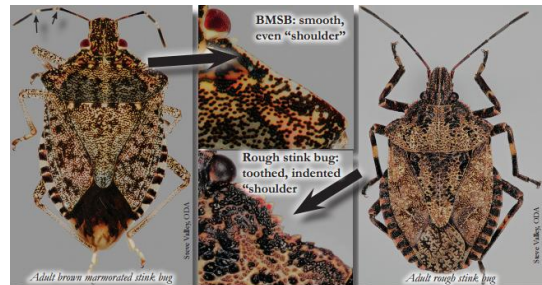 BMSB: smooth,
even “shoulder”
Rough stink bug:
toothed, indented
“shoulder
Steve Valley, ODA
Adult brown marmorated stink bug
Steve Valley, ODA
Adult rough stink bug